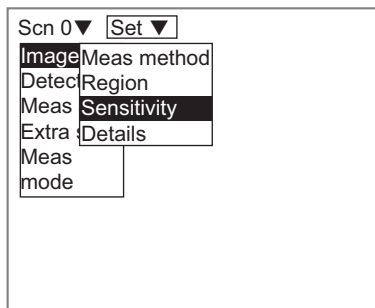 Scn 0▼ Set ▼
Image
Meas method
Detect
Region
Meas
Sensitivity
Extra
Details
Meas
mode